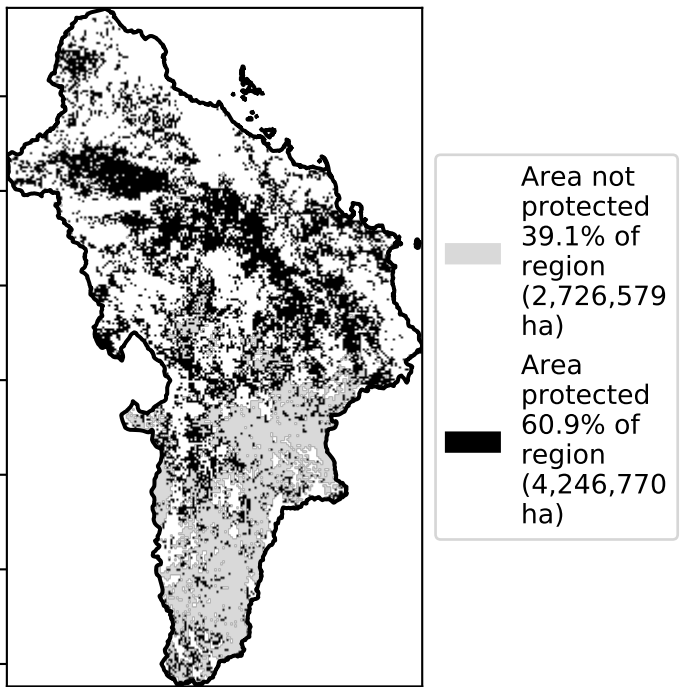 Area not
protected
39.1% of
region
(2,726,579
ha)
Area
protected
60.9% of
region
(4,246,770
ha)